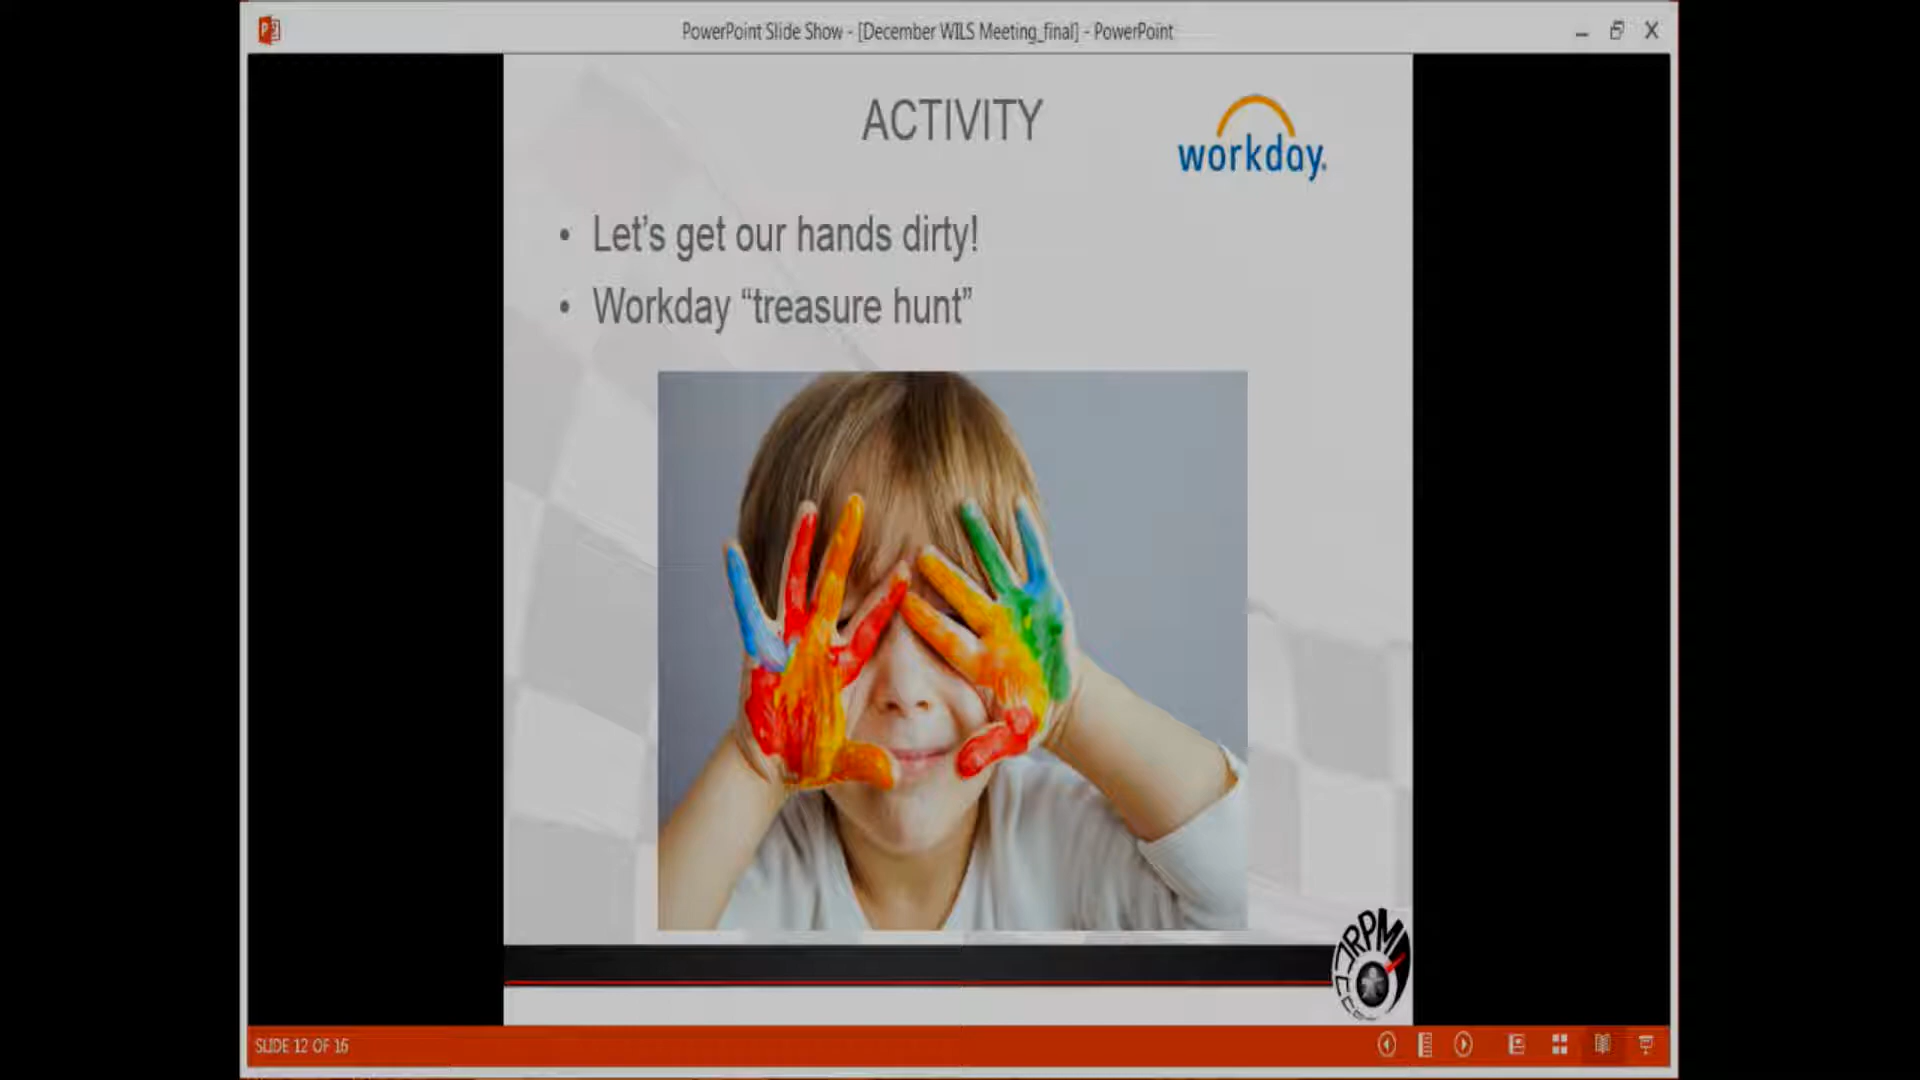 PowerPoint Slide Show - [December WILS Meeting_final] - PowerPoint
ACTIVITY
workday.
• Let's get our hands dirty!
• Workday “treasure hunt”
RPM
SLIDE 12 OF 16